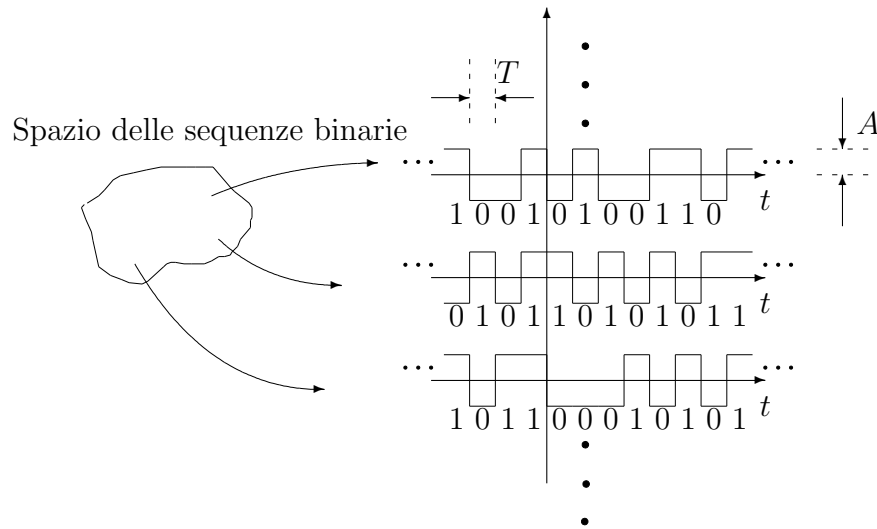 T
Spazio delle sequenze binarie
A
...
...
1 0 0 1 0 1 0 0 1 1 0
t
...
...
0 1 0 1 1 0 1 0 1 0 1 1
t
...
...
1 0 1 1 0 0 0 1 0 1 0 1
t